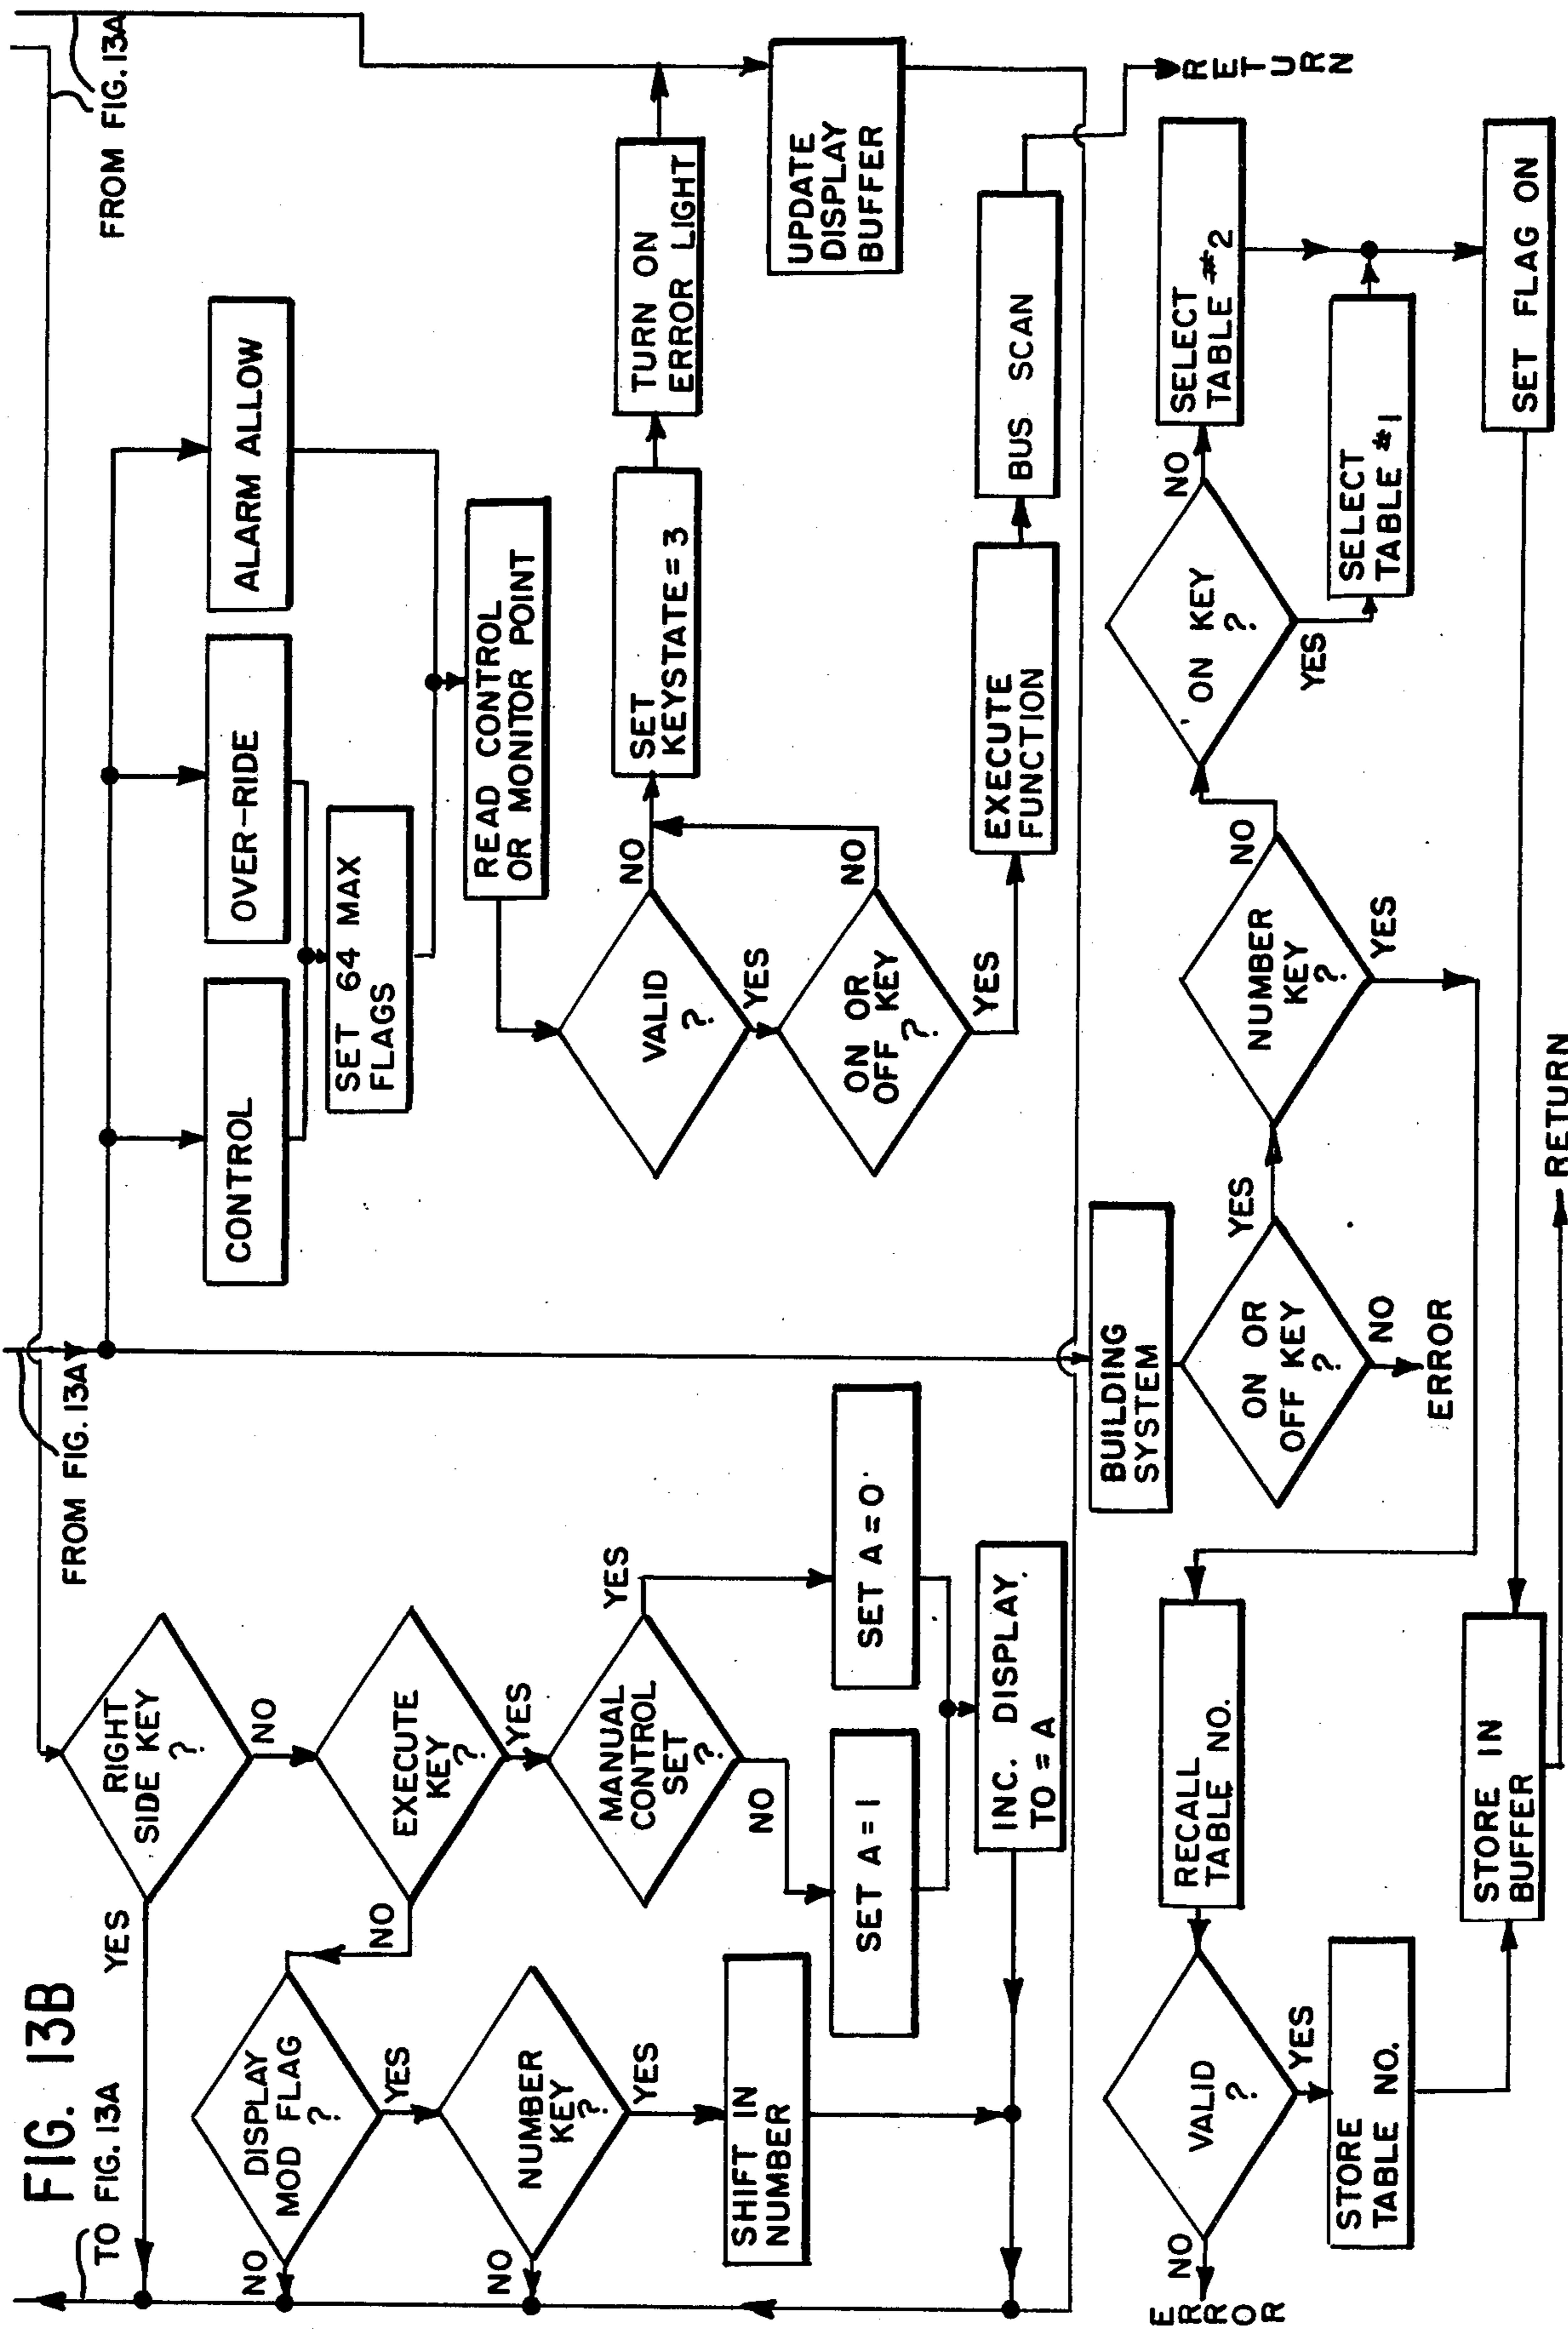 FIG. 13B
TO FIG. 13A
YES
RIGHT
SIDE KEY
?
NO
EXECUTE
KEY?
NO
YES
DISPLAY
MOD FLAG
?
NO
YES
NUMBER
KEY?
NO
YES
SHIFT IN
NUMBER
MANUAL
CONTROL
SET ?
YES
NO
SET A = 1
SET A = 0
INC. DISPLAY
TO = A
FROM FIG. 13A
FROM FIG. 13A
CONTROL
OVER-RIDE
ALARM ALLOW
SET 64 MAX
FLAGS
READ CONTROL
OR MONITOR POINT
VALID
?
NO
YES
ON OR
OFF KEY
?
NO
YES
SET
KEYSTATE = 3
TURN ON
ERROR LIGHT
UPDATE
DISPLAY
BUFFER
EXECUTE
FUNCTION
BUS SCAN
RETURN
BUILDING
SYSTEM
ON OR
OFF KEY
?
YES
NO
ERROR
NUMBER
KEY
?
NO
YES
ON KEY
?
NO
YES
SELECT
TABLE #2
SELECT
TABLE #1
SET FLAG ON
RECALL
TABLE NO.
VALID
?
NO
ERROR
YES
STORE
TABLE NO.
STORE IN
BUFFER
RETURN